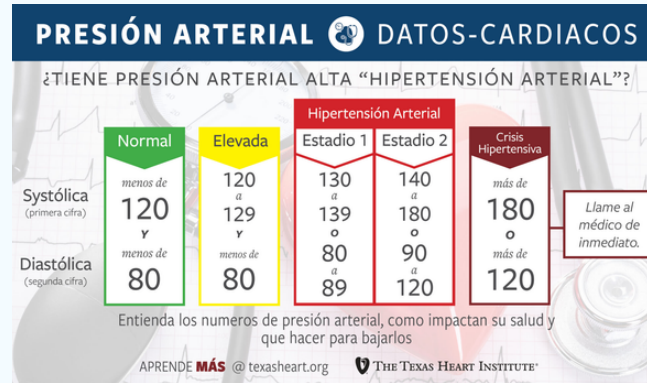 PRESIÓN ARTERIAL DATOS-CARDIACOS
¿TIENE PRESIÓN ARTERIAL ALTA “HIPERTENSIÓN ARTERIAL”?
Hipertensión Arterial
Normal
Elevada
Estadio 1
Estadio 2
Crisis
Hipertensiva
Systólica
(primera cifra)
Diastólica
(segunda cifra)
menos de
120
Y
menos de
80
120
a
129
Y
menos de
80
130
a
139
O
80
a
89
140
a
180
O
90
a
120
más de
180
O
más de
120
Llame al
médico de
inmediato.
Entienda los numeros de presión arterial, como impactan su salud y
que hacer para bajarlos
APRENDE MÁS @ texasheart.org THE TEXAS HEART INSTITUTE®